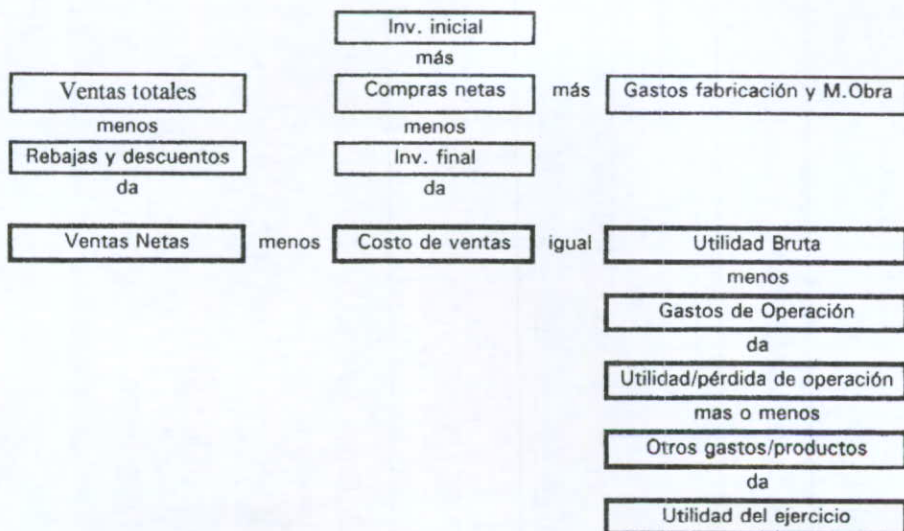 Inv. inicial
más
Ventas totales Compras netas más Gastos fabricación y M.Obra
menos menos
Rebajas y descuentos Inv. final
da da
Ventas Netas menos Costo de ventas igual Utilidad Bruta
menos
Gastos de Operación
da
Utilidad/pérdida de operación
mas o menos
Otros gastos/productos
da
Utilidad del ejercicio